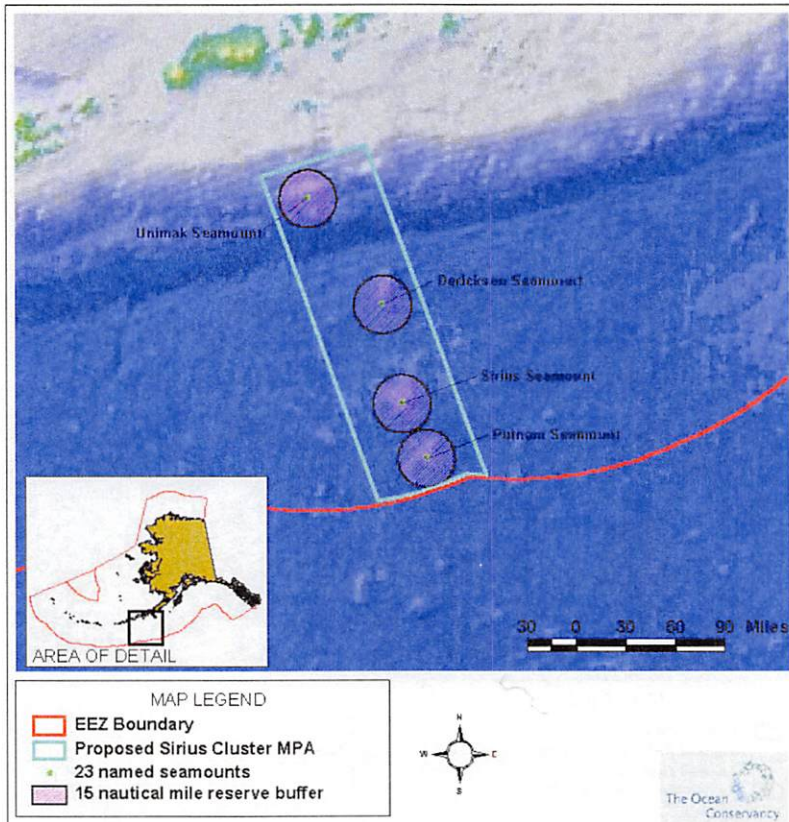 Unimak Seamount
Derickson Seamount
Sirius Seamount
Putnam Seamount
AREA OF DETAIL
30 0 30 60 90 Miles
MAP LEGEND
EEZ Boundary
Proposed Sirius Cluster MPA
23 named seamounts
15 nautical mile reserve buffer
N
W E
S
The Ocean
Conservancy